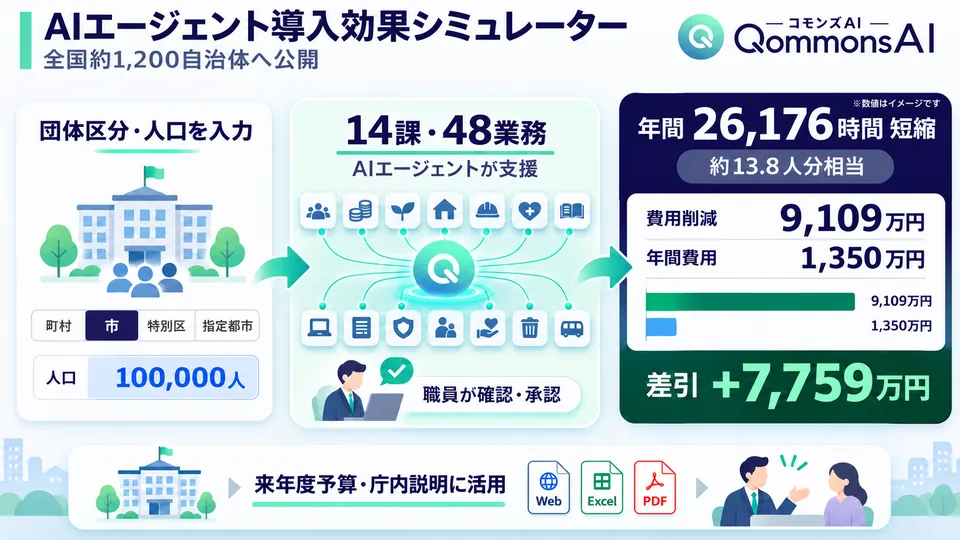 AIエージェント導入効果シミュレーター
全国約1,200自治体へ公開
コモンズAI
QommonsAI
団体区分・人口を入力
町村 市 特別区 指定都市
人口 100,000人
14課・48業務
AIエージェントが支援
職員が確認・承認
※数値はイメージです
年間 26,176 時間 短縮
約13.8人分相当
費用削減 9,109万円
年間費用 1,350万円
9,109万円
1,350万円
差引 +7,759万円
来年度予算・庁内説明に活用
Web Excel PDF